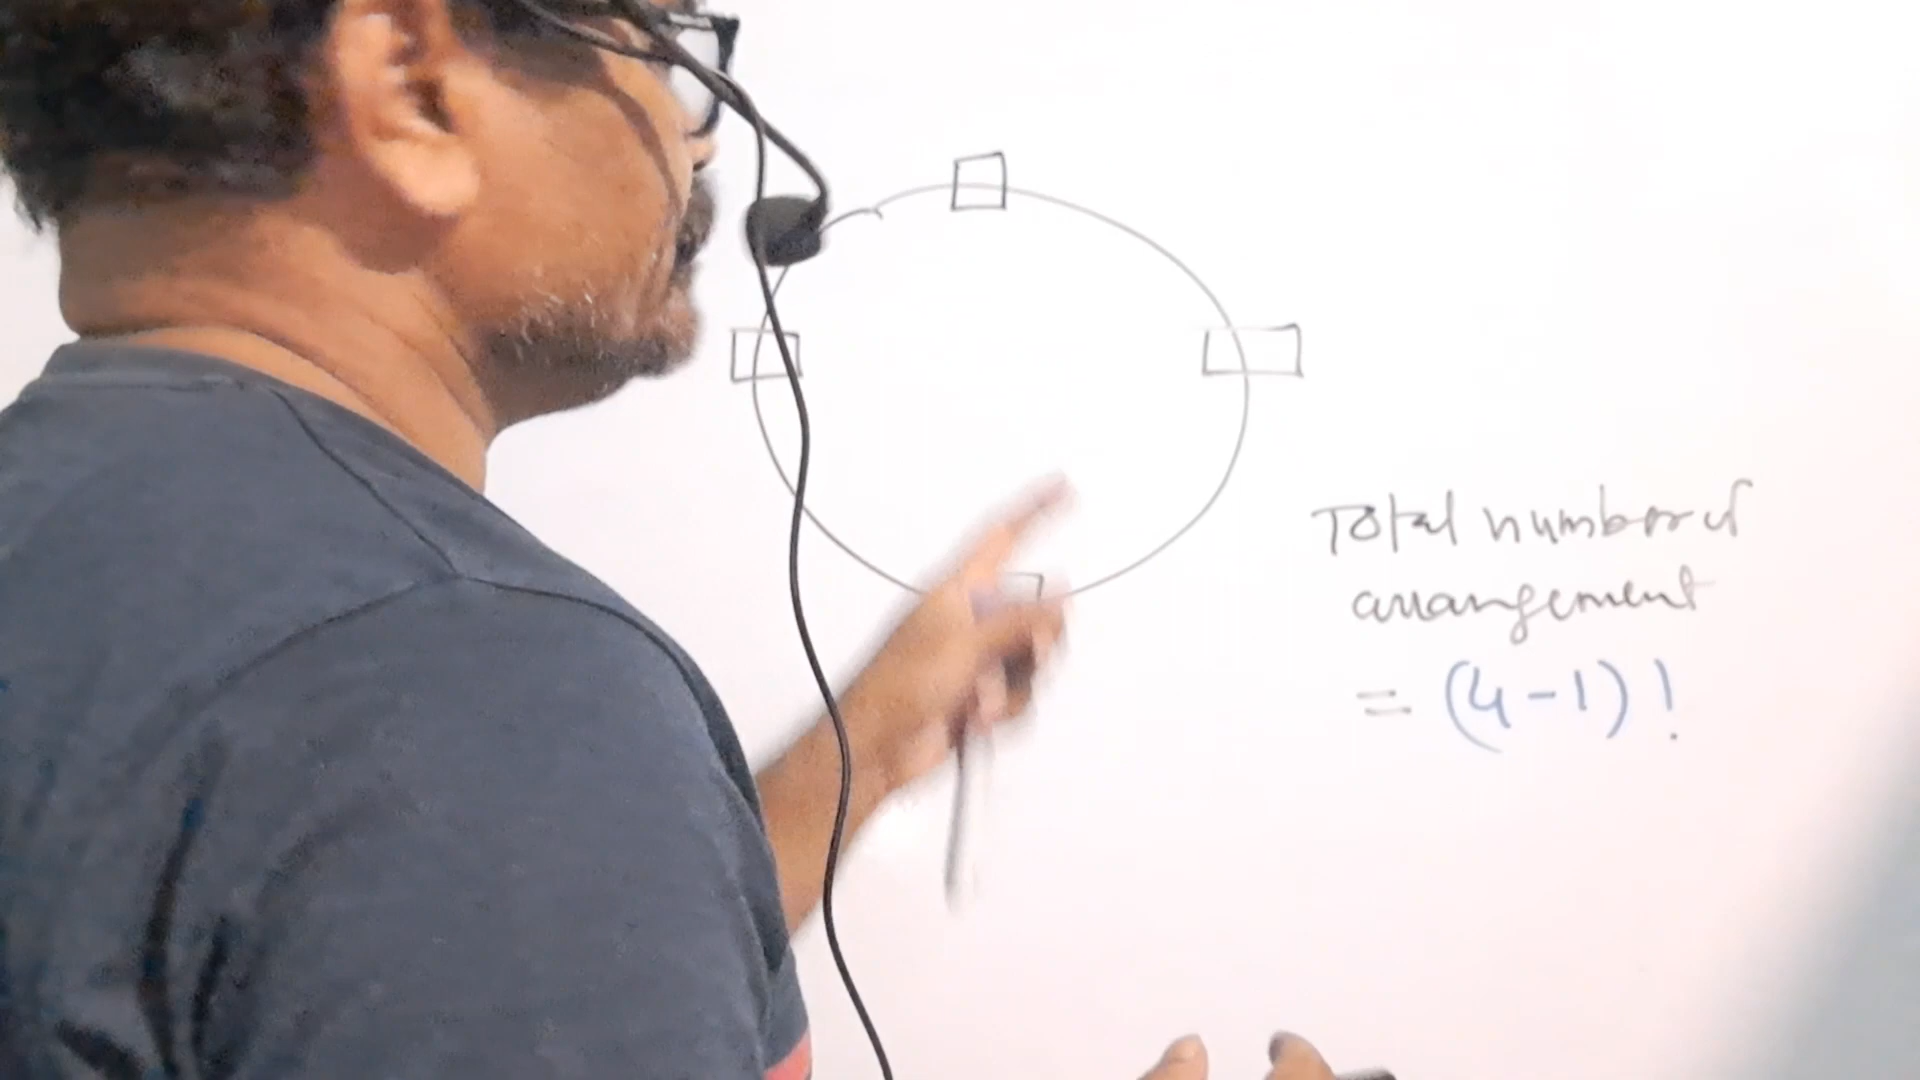 Total number of
arrangement
= (4-1)!